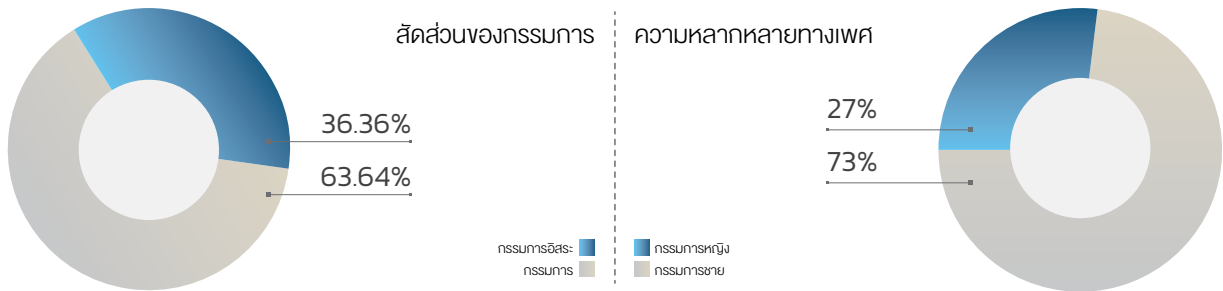 สัดส่วนของกรรมการ
36.36%
63.64%
กรรมการอิสระ
กรรมการ
ความหลากหลายทางเพศ
27%
73%
กรรมการหญิง
กรรมการชาย